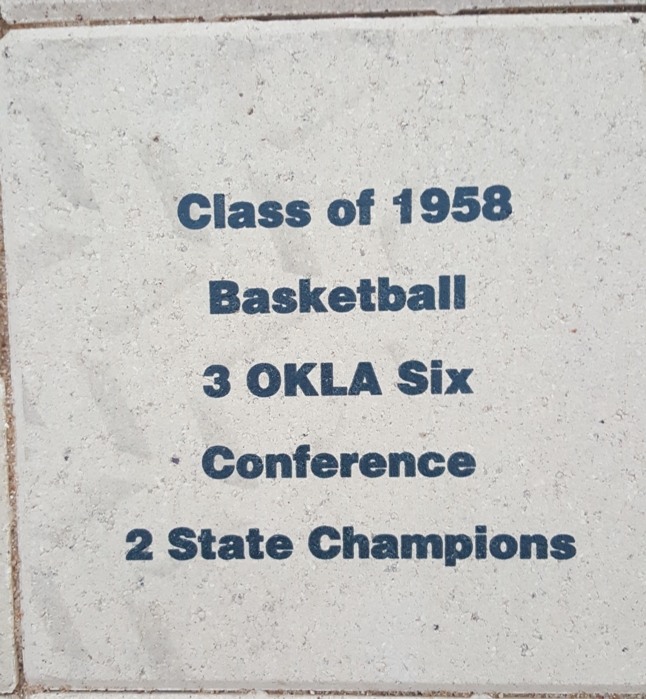 Class of 1958
Basketball
3 OKLA Six
Conference
2 State Champions